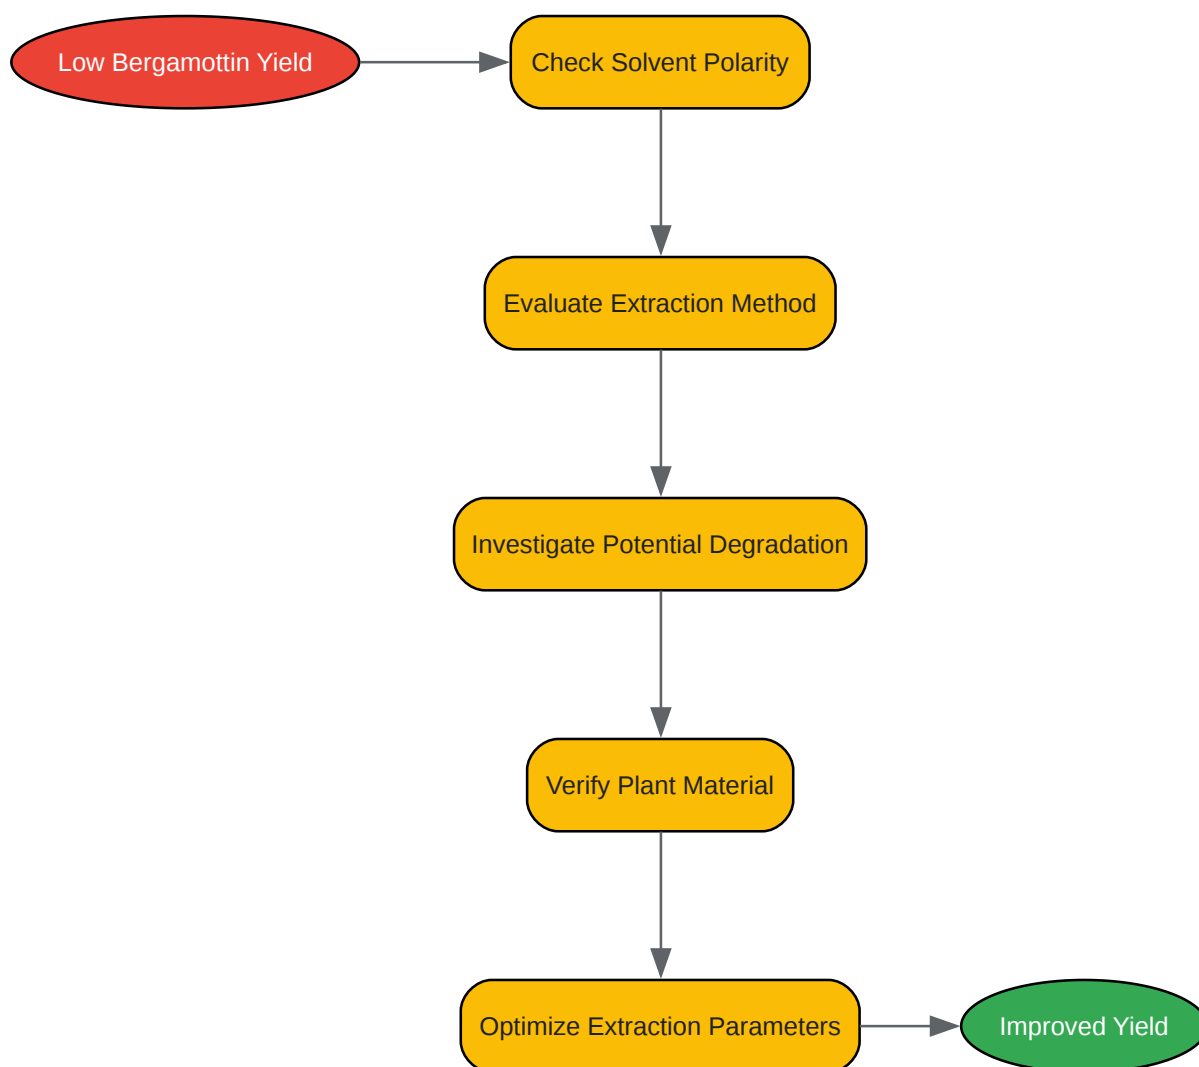 Low Bergamottin Yield
Check Solvent Polarity
Evaluate Extraction Method
Investigate Potential Degradation
Verify Plant Material
Optimize Extraction Parameters
Improved Yield